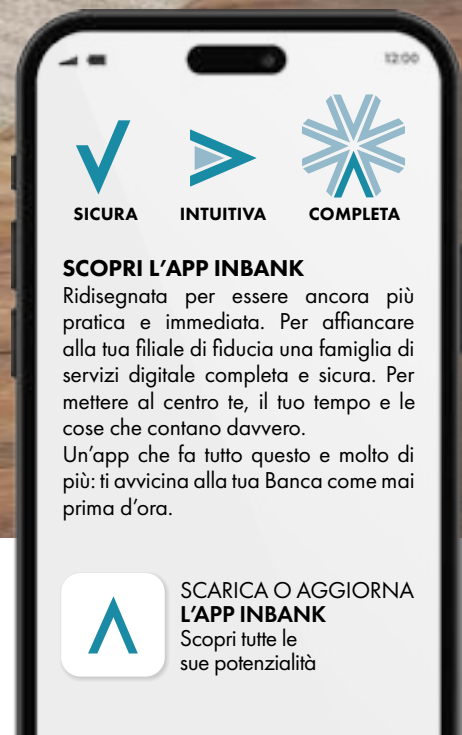 12:00
SICURA INTUITIVA COMPLETA
SCOPRI L’APP INBANK
Ridisegnata per essere ancora più
pratica e immediata. Per affiancare
alla tua filiale di fiducia una famiglia di
servizi digitale completa e sicura. Per
mettere al centro te, il tuo tempo e le
cose che contano davvero.
Un’app che fa tutto questo e molto di
più: ti avvicina alla tua Banca come mai
prima d’ora.
SCARICA O AGGIORNA
L’APP INBANK
Scopri tutte le
sue potenzialità